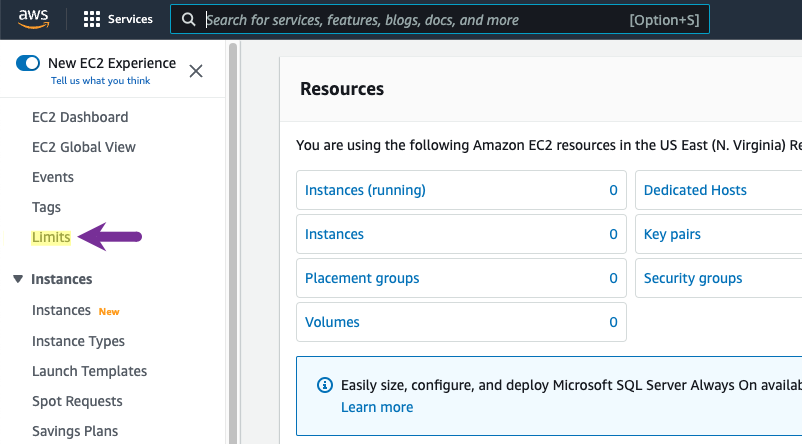 aws
Services
Search for services, features, blogs, docs, and more
[Option+S]
New EC2 Experience
Tell us what you think
EC2 Dashboard
EC2 Global View
Events
Tags
Limits
Instances
Instances New
Instance Types
Launch Templates
Spot Requests
Savings Plans
Resources
You are using the following Amazon EC2 resources in the US East (N. Virginia) Re
Instances (running) 0
Dedicated Hosts
Instances 0
Key pairs
Placement groups 0
Security groups
Volumes 0
Easily size, configure, and deploy Microsoft SQL Server Always On availab
Learn more